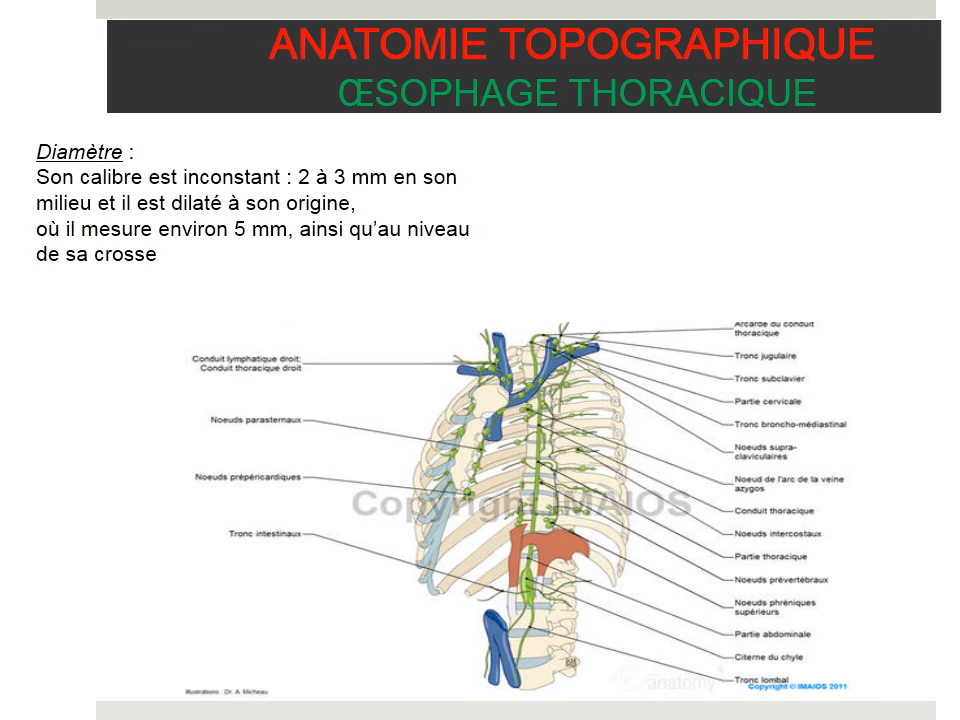 ANATOMIE TOPOGRAPHIQUE
ŒSOPHAGE THORACIQUE
Diamètre :
Son calibre est inconstant : 2 à 3 mm en son
milieu et il est dilaté à son origine,
où il mesure environ 5 mm, ainsi qu’au niveau
de sa crosse
Conduit lymphatique droit;
Conduit thoracique droit
Noeuds parasternaux
Noeuds prépéricardiques
Tronc intestinaux
Arcarde du conduit
thoracique
Tronc jugulaire
Tronc subclavier
Partie cervicale
Tronc broncho-médiastinal
Noeuds supra-
claviculaires
Noeud de l'arc de la veine
azygos
Conduit thoracique
Noeuds intercostaux
Partie thoracique
Noeuds prévertébraux
Noeuds phréniques
supérieurs
Partie abdominale
Citerne du chyle
Tronc lombal
Copyright IMAIOS
anatomy
Illustrations : Dr. A. Micheau
Copyright © IMAIOS 2011